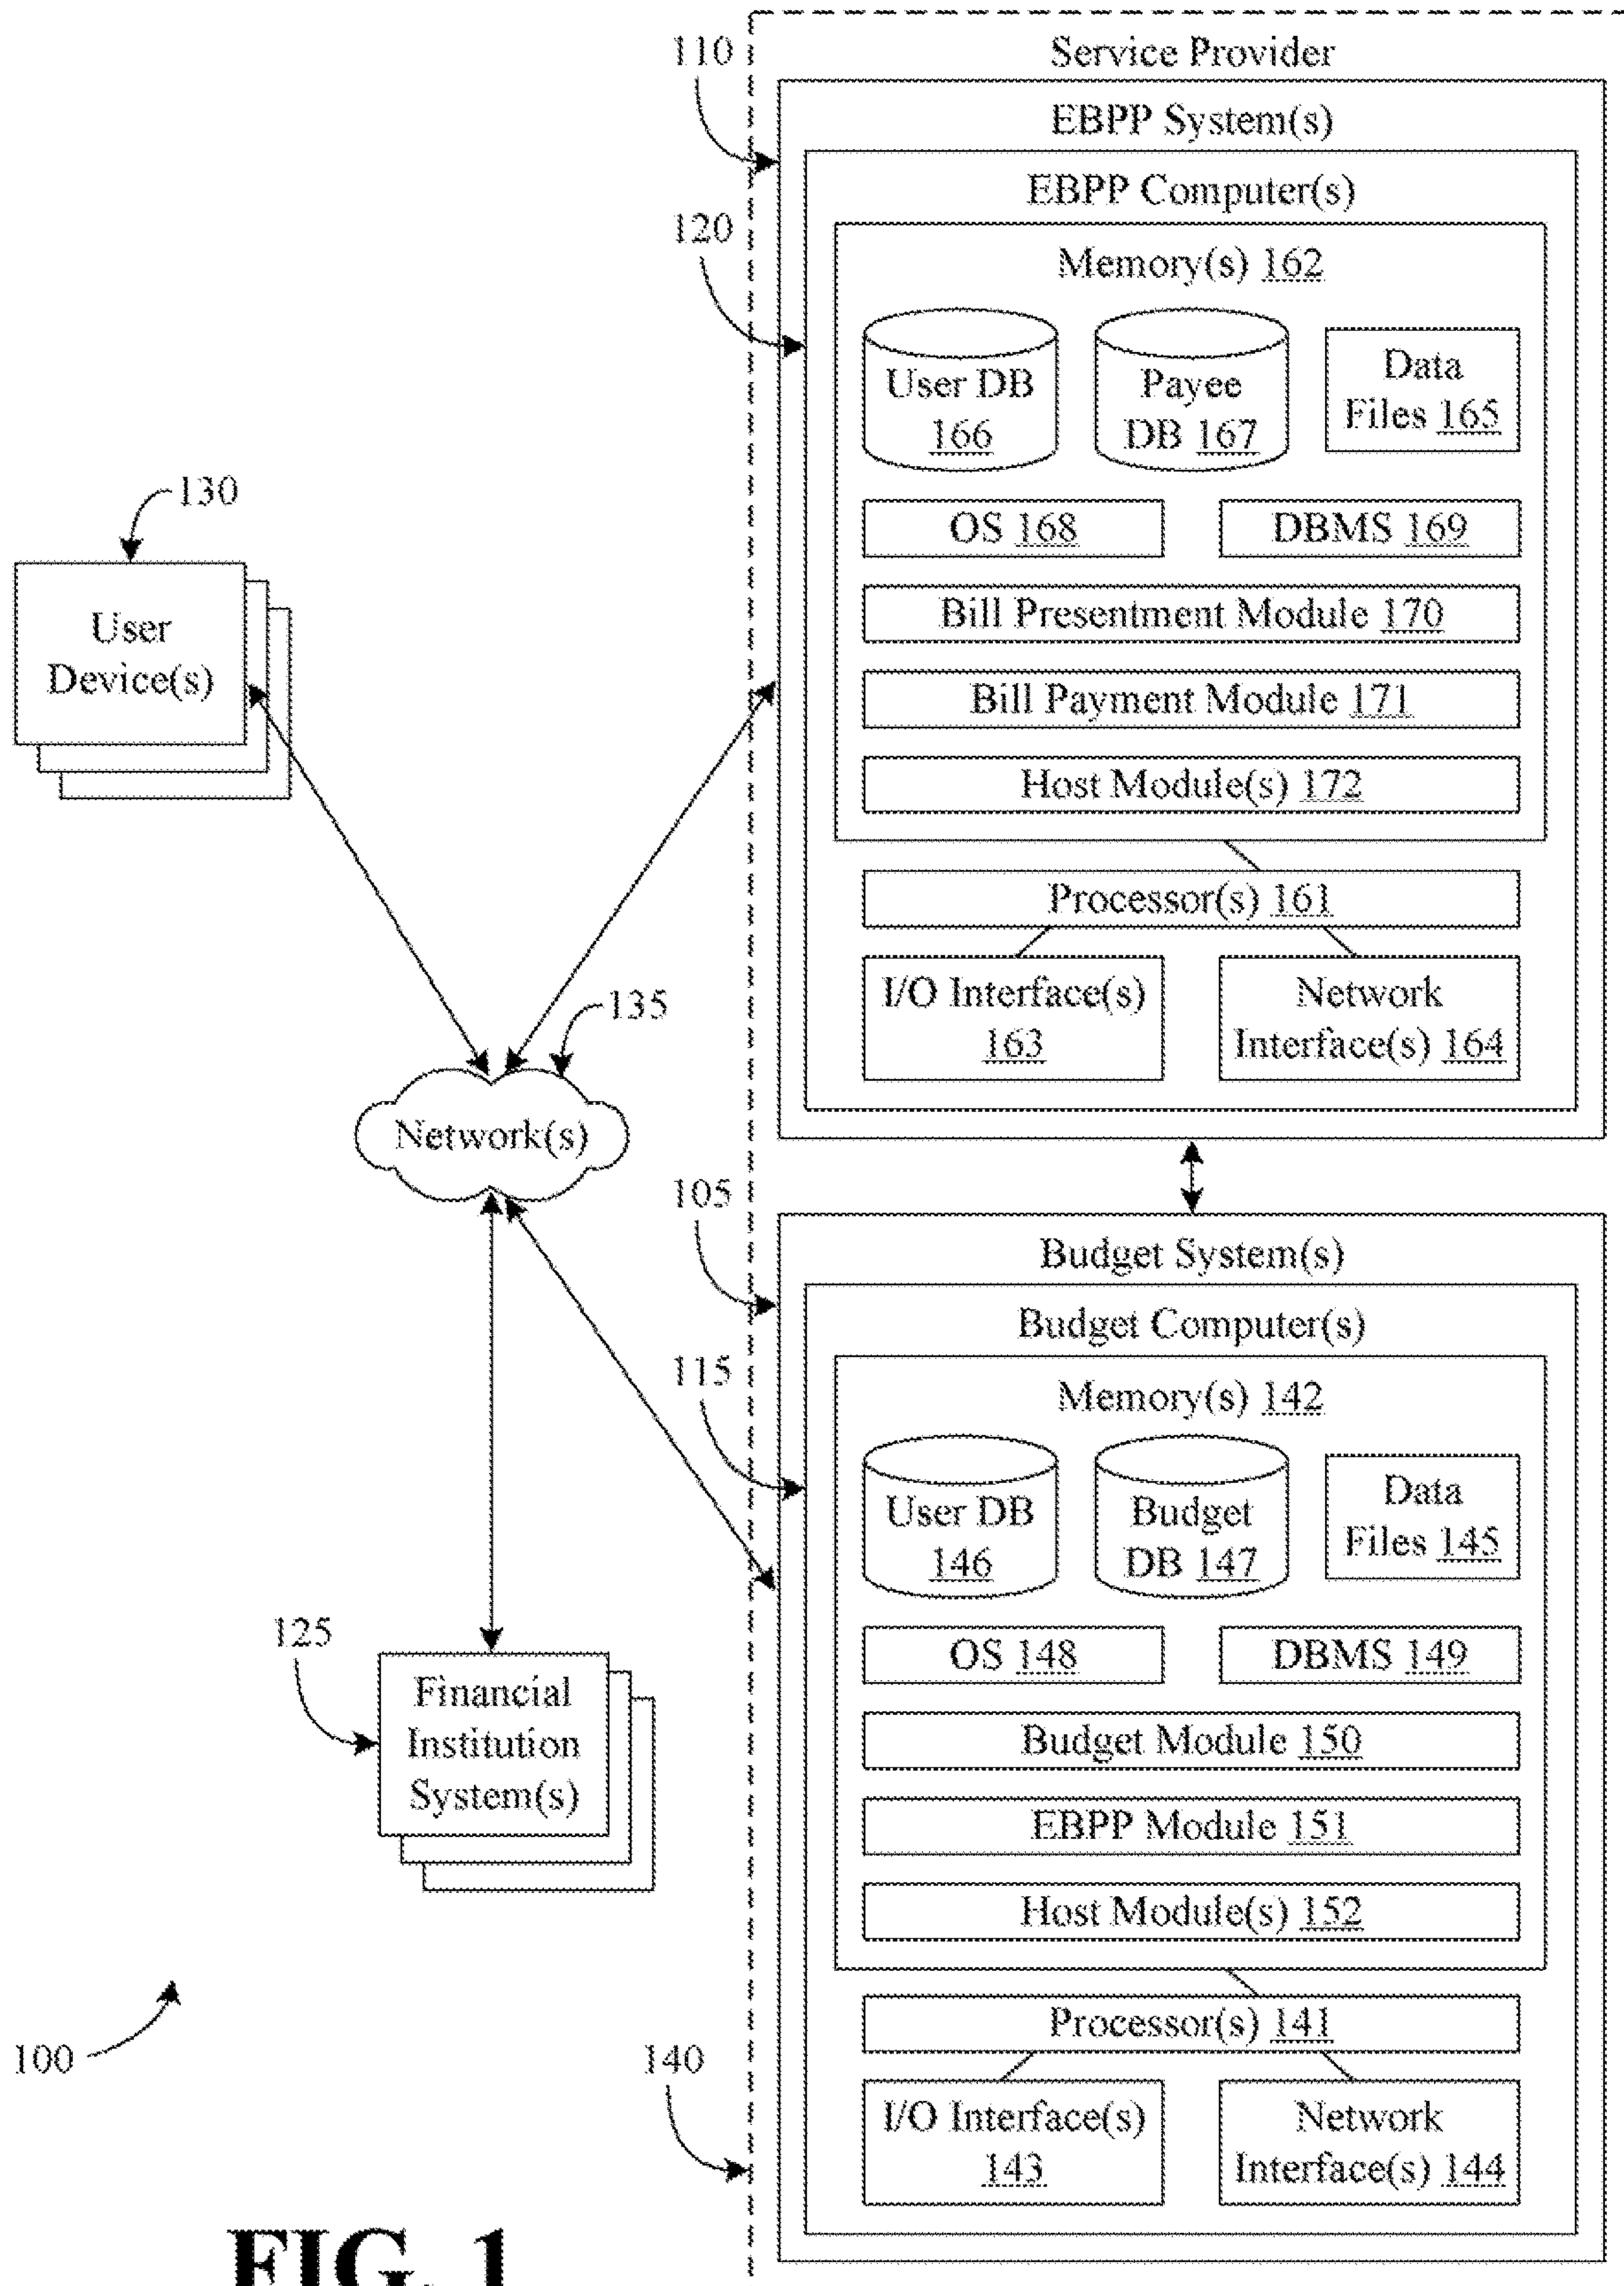 110
Service Provider
EBPP System(s)
EBPP Computer(s)
120
Memory(s) 162
User DB
166
Payee
DB 167
Data
Files 165
OS 168
DBMS 169
Bill Presentment Module 170
Bill Payment Module 171
Host Module(s) 172
Processor(s) 161
I/O Interface(s)
163
Network
Interface(s) 164
130
User
Device(s)
135
Network(s)
105
Budget System(s)
Budget Computer(s)
115
Memory(s) 142
User DB
146
Budget
DB 147
Data
Files 145
OS 148
DBMS 149
Budget Module 150
EBPP Module 151
Host Module(s) 152
Processor(s) 141
I/O Interface(s)
143
Network
Interface(s) 144
125
Financial
Institution
System(s)
100
140
FIG. 1